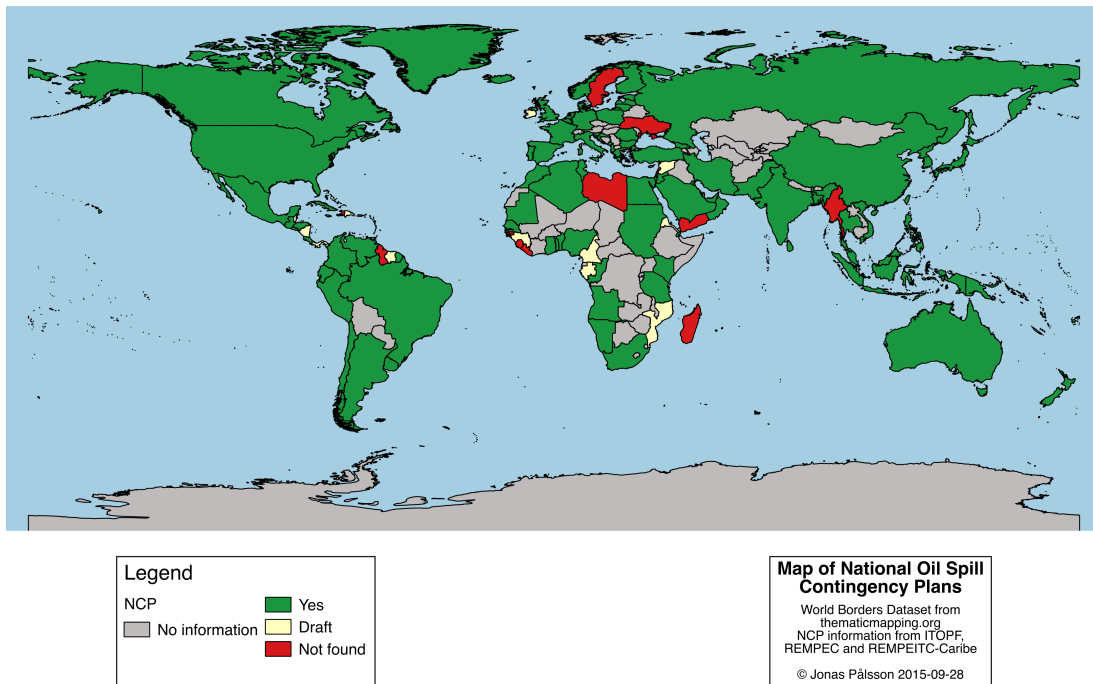 Legend
NCP
No information
Yes
Draft
Not found
Map of National Oil Spill
Contingency Plans
World Borders Dataset from
thematicmapping.org
NCP information from ITOPF,
REMPEC and REMPEITC-Caribe
© Jonas Pålsson 2015-09-28